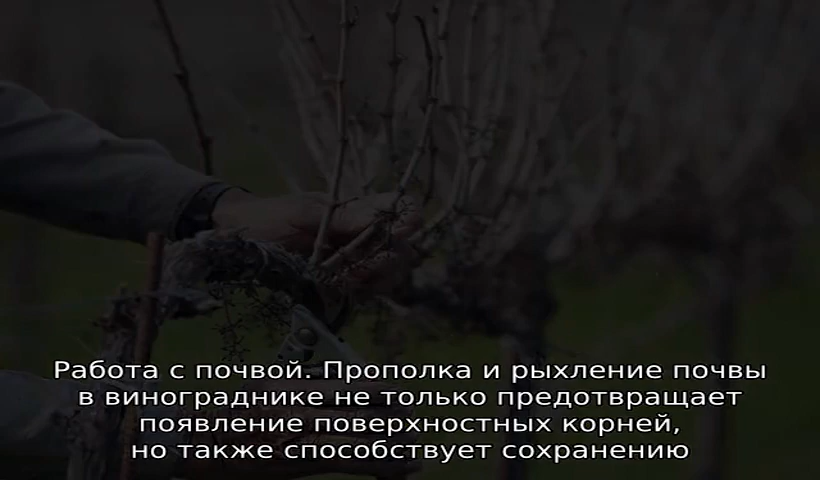 Работа с почвой. Прополка и рыхление почвы
в винограднике не только предотвращает
появление поверхностных корней,
но также способствует сохранению